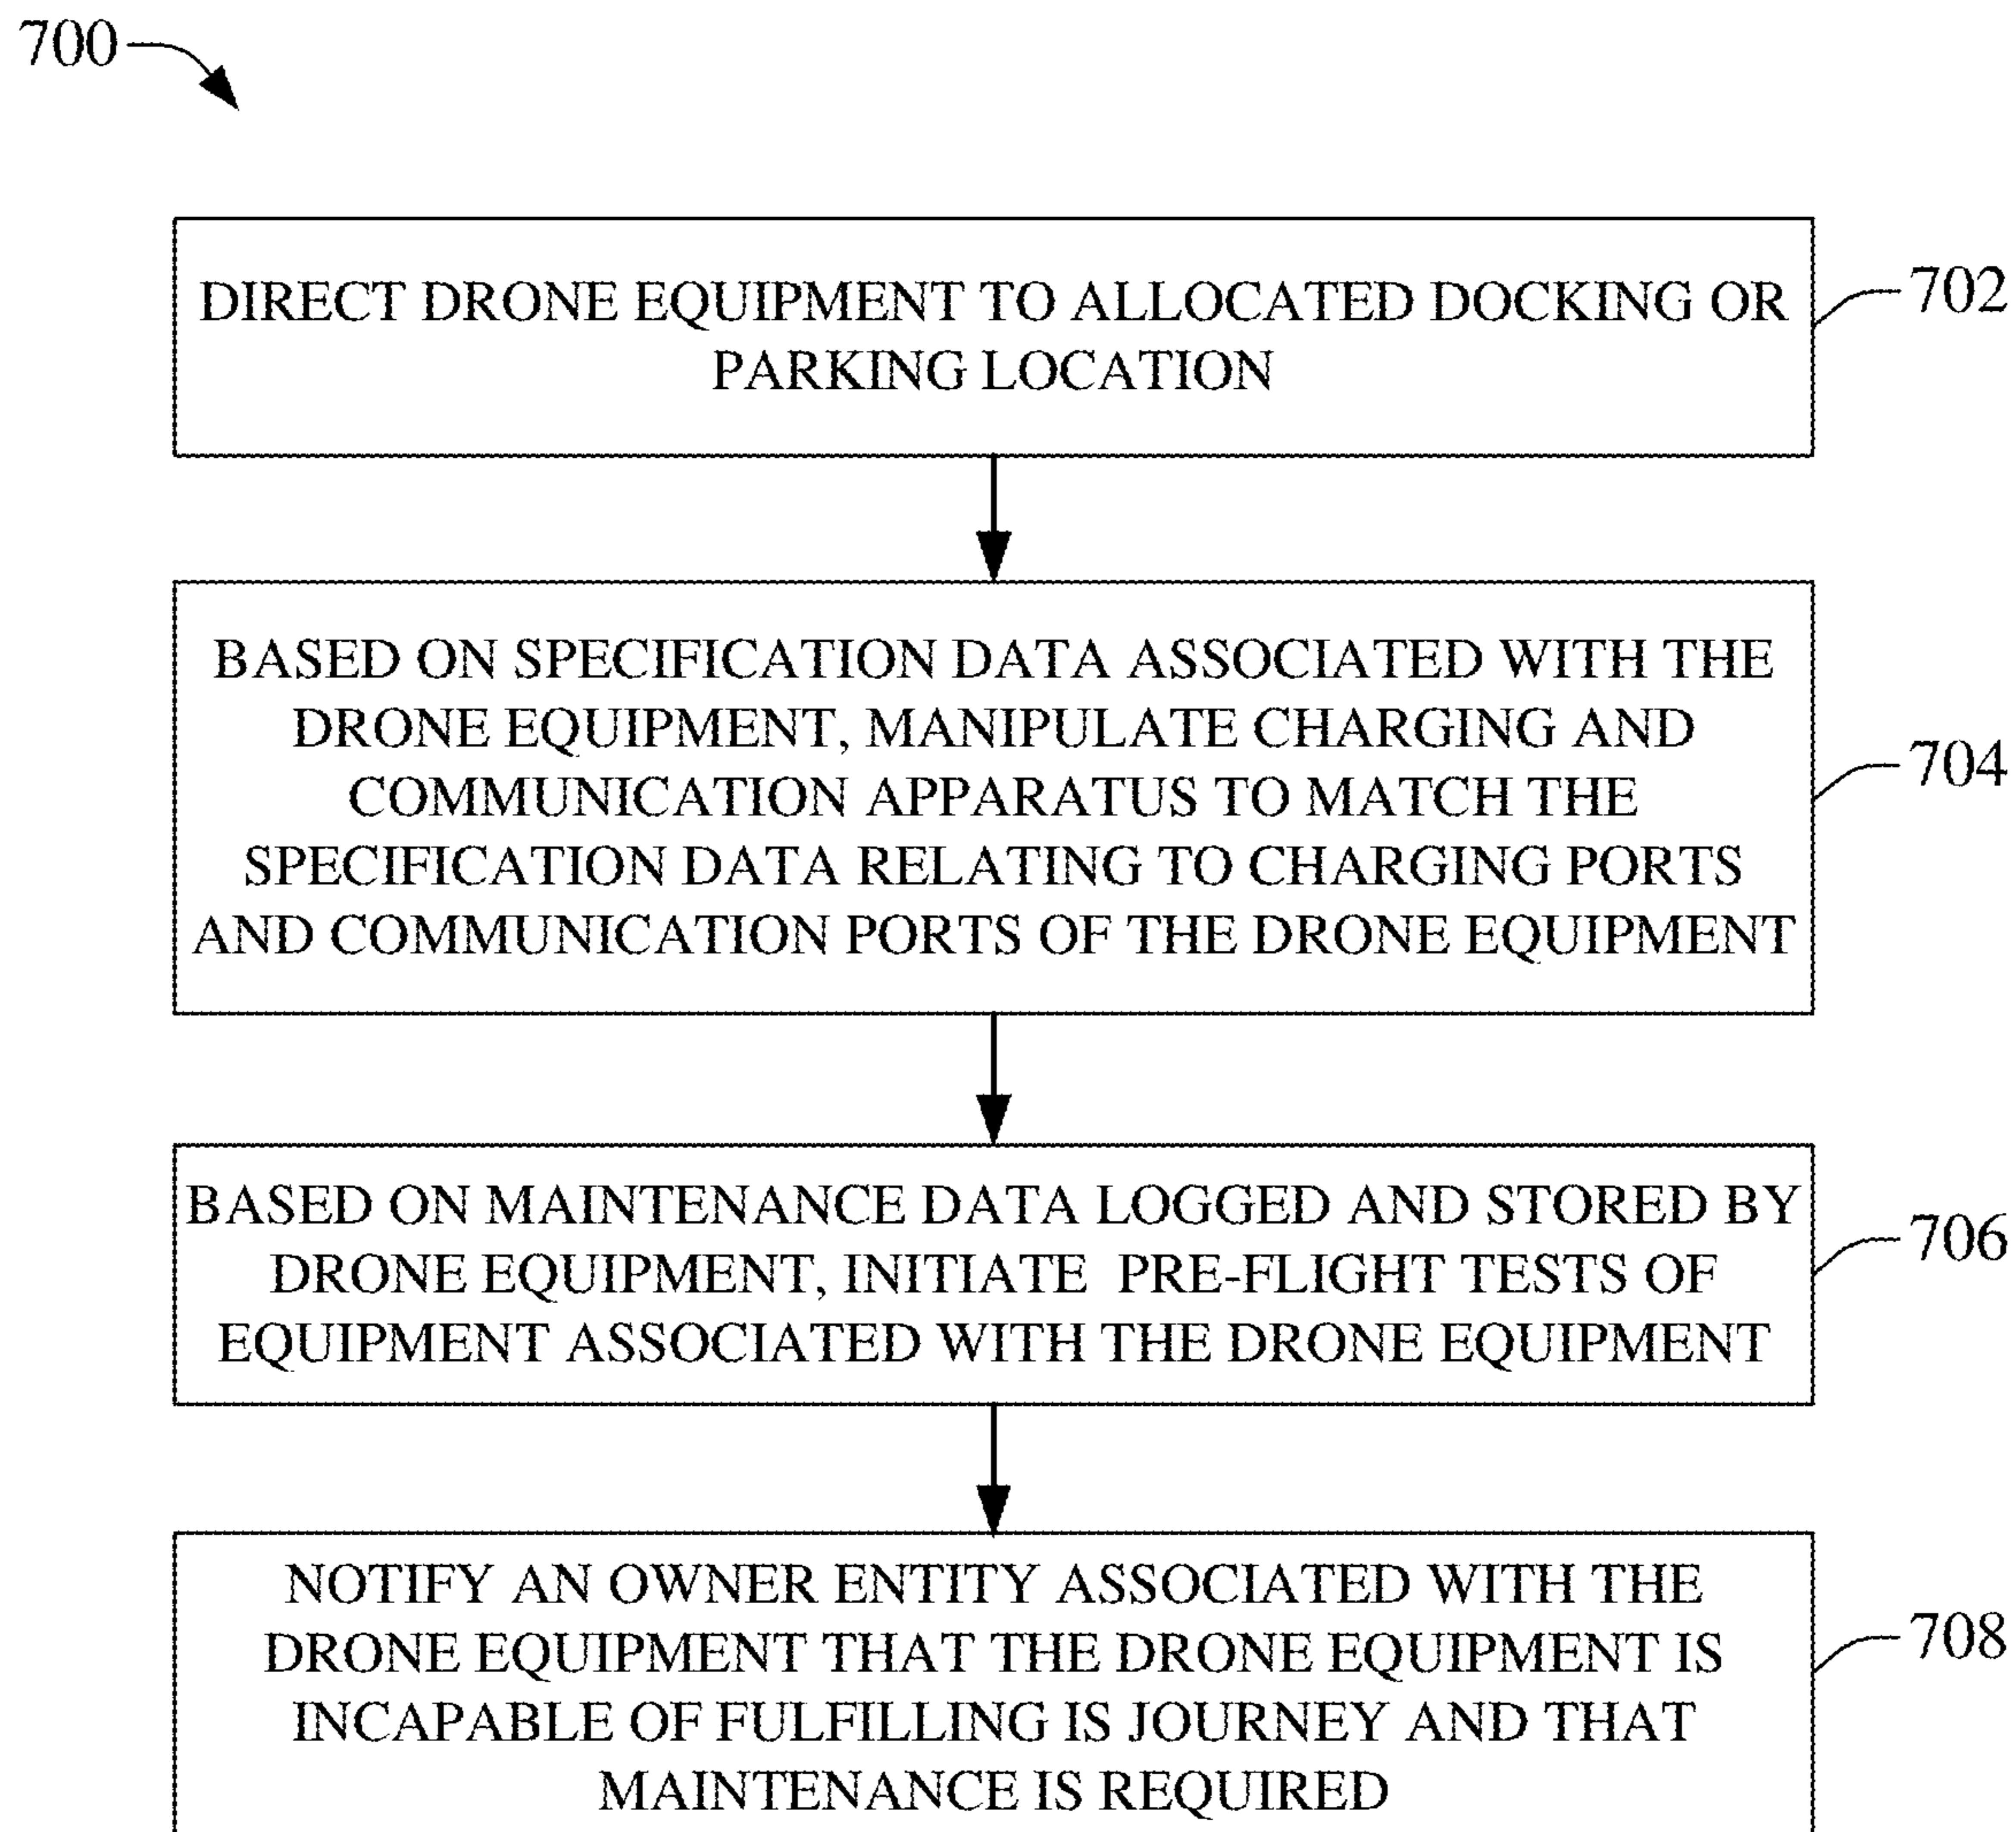 700
DIRECT DRONE EQUIPMENT TO ALLOCATED DOCKING OR
PARKING LOCATION
702
BASED ON SPECIFICATION DATA ASSOCIATED WITH THE
DRONE EQUIPMENT, MANIPULATE CHARGING AND
COMMUNICATION APPARATUS TO MATCH THE
SPECIFICATION DATA RELATING TO CHARGING PORTS
AND COMMUNICATION PORTS OF THE DRONE EQUIPMENT
704
BASED ON MAINTENANCE DATA LOGGED AND STORED BY
DRONE EQUIPMENT, INITIATE PRE-FLIGHT TESTS OF
EQUIPMENT ASSOCIATED WITH THE DRONE EQUIPMENT
706
NOTIFY AN OWNER ENTITY ASSOCIATED WITH THE
DRONE EQUIPMENT THAT THE DRONE EQUIPMENT IS
INCAPABLE OF FULFILLING IS JOURNEY AND THAT
MAINTENANCE IS REQUIRED
708